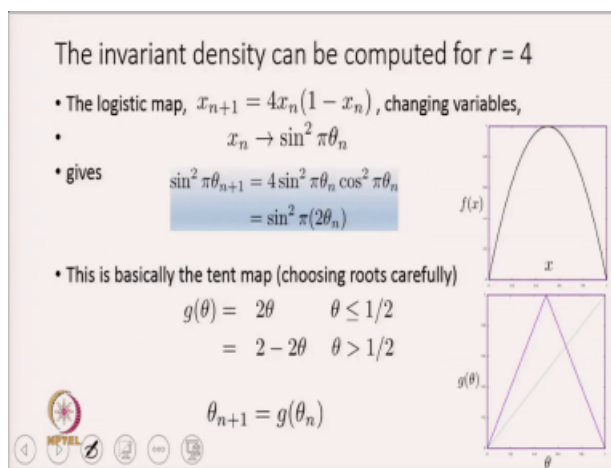 The invariant density can be computed for r = 4
• The logistic map, x_{n+1} = 4x_n(1 − x_n), changing variables,
• x_n → sin² πθ_n
• gives
sin² πθ_{n+1} = 4 sin² πθ_n cos² πθ_n
= sin² π(2θ_n)
f(x)
x
• This is basically the tent map (choosing roots carefully)
g(θ) = 2θ θ ≤ 1/2
= 2 − 2θ θ > 1/2
θ_{n+1} = g(θ_n)
g(θ)
θ
NPTEL